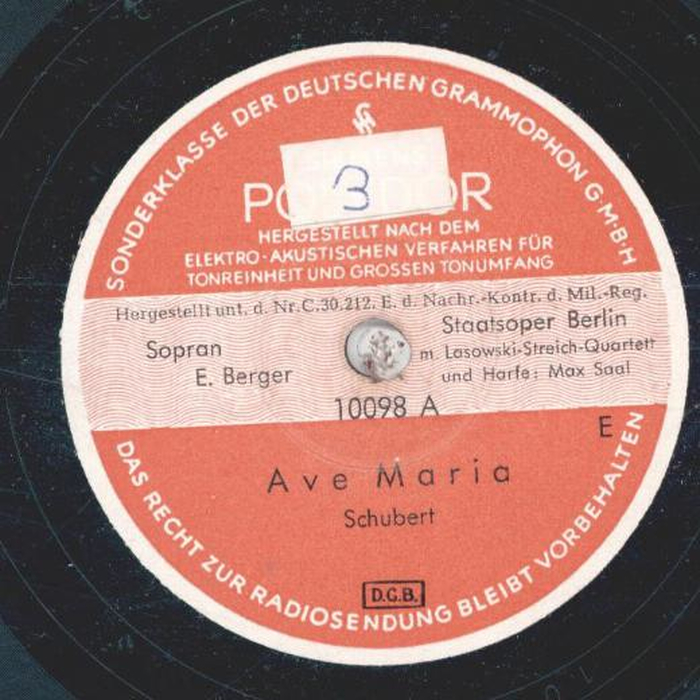 SONDERKLASSE DER DEUTSCHEN GRAMMOPHON G·M·B·H
3
HERGESTELLT NACH DEM
ELEKTRO-AKUSTISCHEN VERFAHREN FÜR
TONREINHEIT UND GROSSEN TONUMFANG
Hergestellt unt. d. Nr.C.30.212. E. d. Nachr.-Kontr. d. Mil.-Reg.
Sopran
E. Berger
Staatsoper Berlin
m. Lasowski-Streich-Quartett
und Harfe: Max Saal
10098 A
E
Ave Maria
Schubert
D.G.B.
DAS RECHT ZUR RADIOSENDUNG BLEIBT VORBEHALTEN